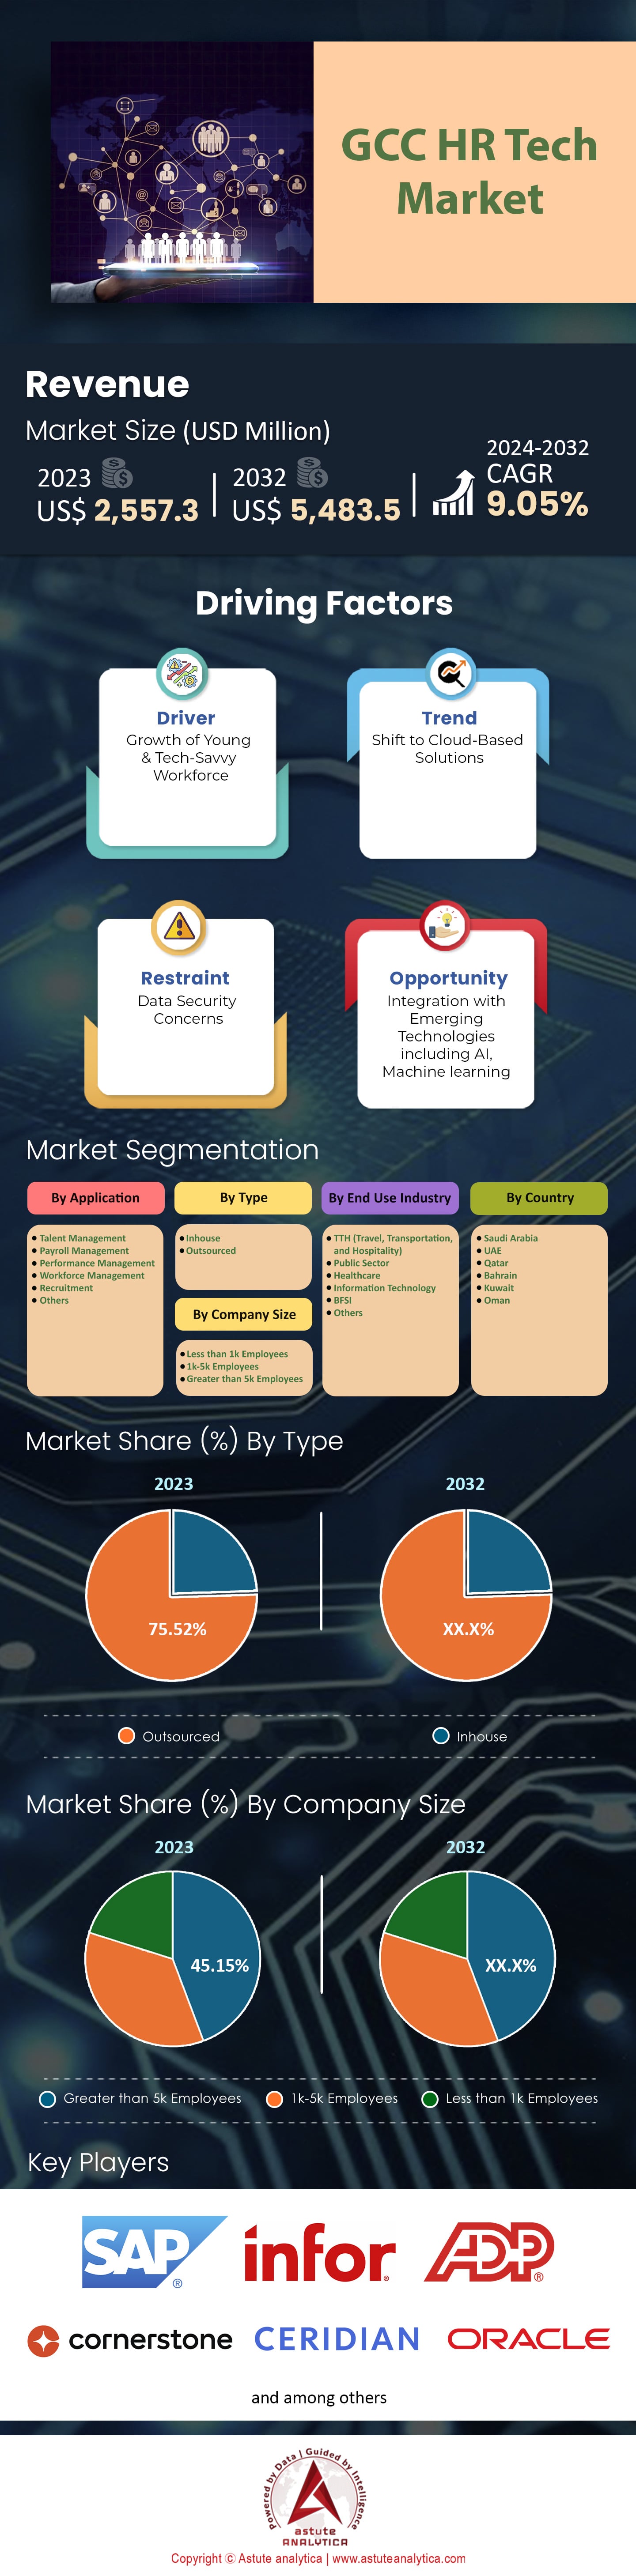 GCC HR Tech
Market
Revenue
Market Size (USD Million)
2023
US$ 2,557.3
2032
US$ 5,483.5
2024-2032
CAGR
9.05%
Driving Factors
Driver
Growth of Young
& Tech-Savvy
Workforce
Trend
Shift to Cloud-Based
Solutions
Restraint
Data Security
Concerns
Opportunity
Integration with
Emerging
Technologies
including AI,
Machine learning
Market Segmentation
By Application
Talent Management
Payroll Management
Performance Management
Workforce Management
Recruitment
Others
By Type
Inhouse
Outsourced
By Company Size
Less than 1k Employees
1k-5k Employees
Greater than 5k Employees
By End Use Industry
TTH (Travel, Transportation,
and Hospitality)
Public Sector
Healthcare
Information Technology
BFSI
Others
By Country
Saudi Arabia
UAE
Qatar
Bahrain
Kuwait
Oman
Market Share (%) By Type
2023
75.52%
2032
XX.X%
Outsourced
Inhouse
Market Share (%) By Company Size
2023
45.15%
2032
XX.X%
Greater than 5k Employees
1k-5k Employees
Less than 1k Employees
Key Players
SAP®
infor®
ADP®
cornerstone
CERIDIAN
ORACLE
and among others
Powered by Data | Guided by Intelligence
astute
ANALYTICA
Copyright © Astute analytica | www.astuteanalytica.com